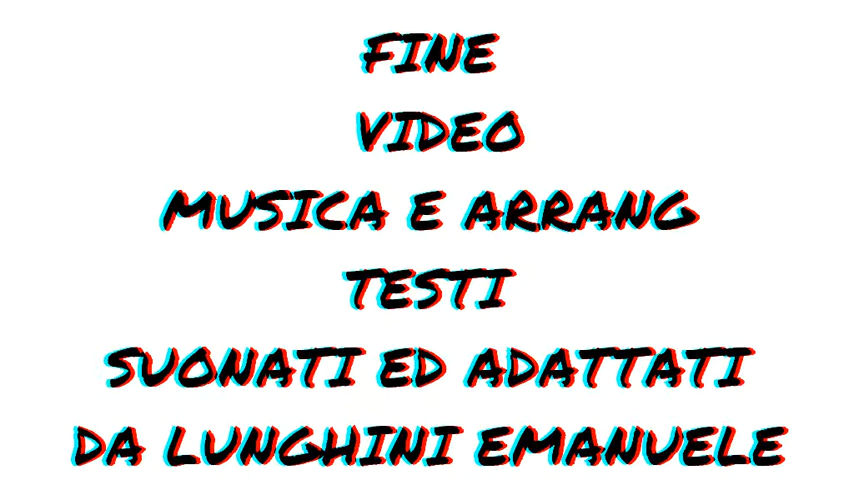 FINE
VIDEO
MUSICA E ARRANG
TESTI
SUONATI ED ADATTATI
DA LUNGHINI EMANUELE